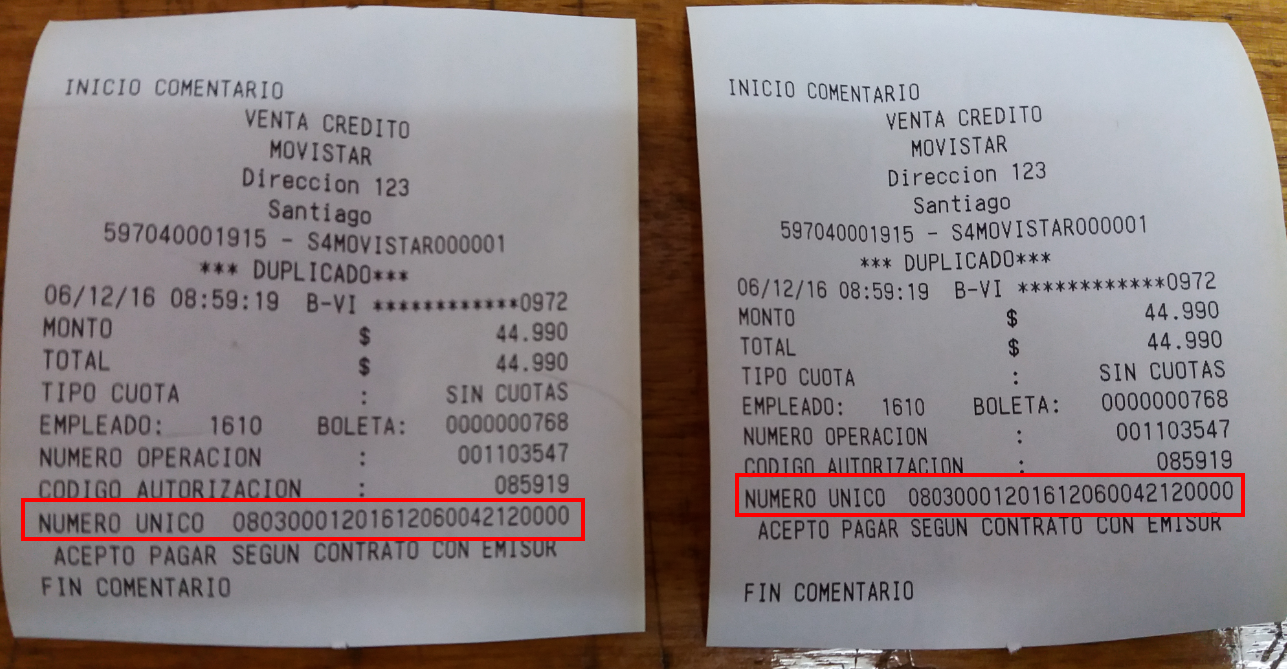 INICIO COMENTARIO
VENTA CREDITO
MOVISTAR
Direccion 123
Santiago
597040001915 - S4MOVISTAR000001
*** DUPLICADO***
06/12/16 08:59:19 B-VI ************0972
MONTO $ 44.990
TOTAL $ 44.990
TIPO CUOTA : SIN CUOTAS
EMPLEADO: 1610 BOLETA: 0000000768
NUMERO OPERACION : 001103547
CODIGO AUTORIZACION : 085919
NUMERO UNICO 08030001201612060042120000
ACEPTO PAGAR SEGUN CONTRATO CON EMISOR
FIN COMENTARIO
INICIO COMENTARIO
VENTA CREDITO
MOVISTAR
Direccion 123
Santiago
597040001915 - S4MOVISTAR000001
*** DUPLICADO***
06/12/16 08:59:19 B-VI ************0972
MONTO $ 44.990
TOTAL $ 44.990
TIPO CUOTA : SIN CUOTAS
EMPLEADO: 1610 BOLETA: 0000000768
NUMERO OPERACION : 001103547
CODIGO AUTORIZACION : 085919
NUMERO UNICO 08030001201612060042120000
ACEPTO PAGAR SEGUN CONTRATO CON EMISOR
FIN COMENTARIO